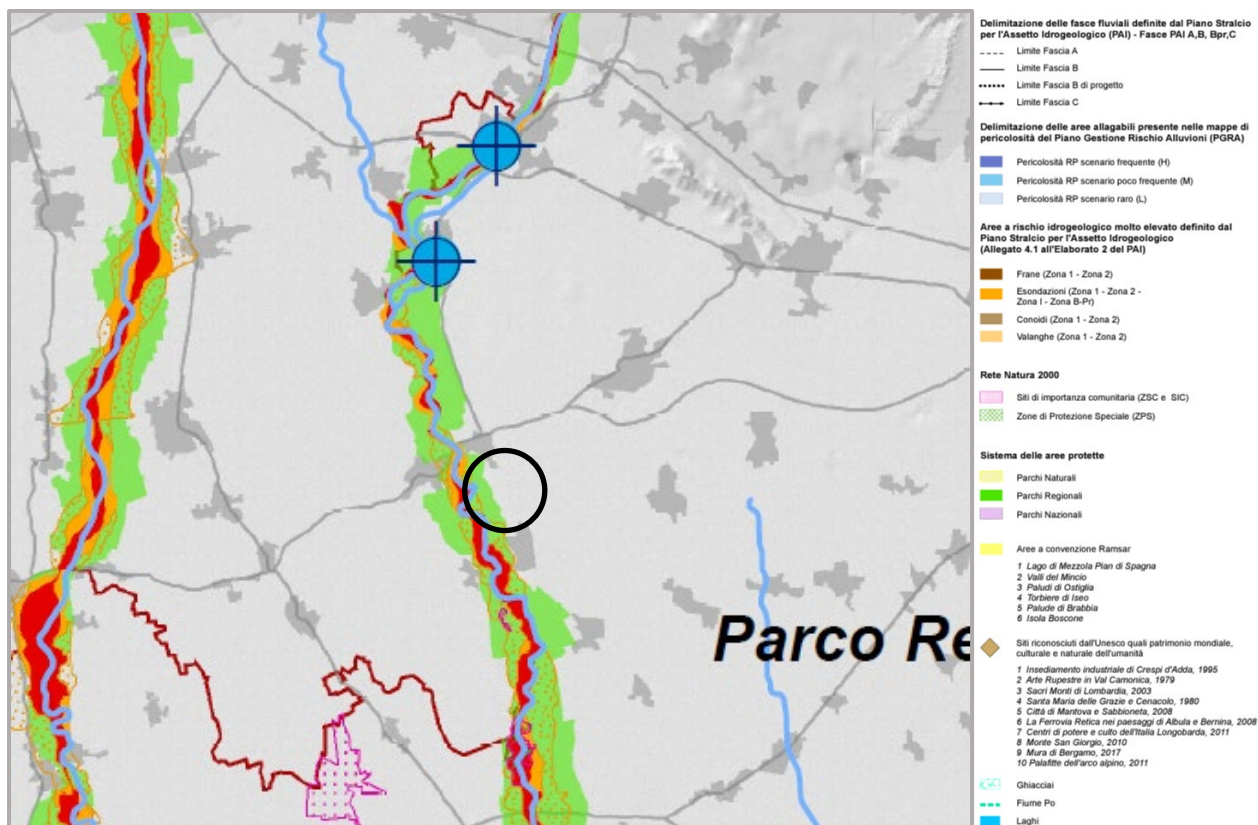 Parco Re
Delimitazione delle fasce fluviali definite dal Piano Stralcio
per l'Assetto Idrogeologico (PAI) - Fasce PAI A,B, Bpr,C
Limite Fascia A
Limite Fascia B
Limite Fascia B di progetto
Limite Fascia C
Delimitazione delle aree allagabili presente nelle mappe di
pericolosità del Piano Gestione Rischio Alluvioni (PGRA)
Pericolosità RP scenario frequente (H)
Pericolosità RP scenario poco frequente (M)
Pericolosità RP scenario raro (L)
Aree a rischio idrogeologico molto elevato definito dal
Piano Stralcio per l'Assetto Idrogeologico
(Allegato 4.1 all'Elaborato 2 del PAI)
Frane (Zona 1 - Zona 2)
Esondazioni (Zona 1 - Zona 2 -
Zona I - Zona B-Pr)
Conoidi (Zona 1 - Zona 2)
Valanghe (Zona 1 - Zona 2)
Rete Natura 2000
Siti di importanza comunitaria (ZSC e SIC)
Zone di Protezione Speciale (ZPS)
Sistema delle aree protette
Parchi Naturali
Parchi Regionali
Parchi Nazionali
Aree a convenzione Ramsar
1 Lago di Mezzola Pian di Spagna
2 Valli del Mincio
3 Paludi di Ostiglia
4 Torbiere di Iseo
5 Palude di Brabbia
6 Isola Boscone
Siti riconosciuti dall'Unesco quali patrimonio mondiale,
culturale e naturale dell'umanità
1 Insediamento industriale di Crespi d'Adda, 1995
2 Arte Rupestre in Val Camonica, 1979
3 Sacri Monti di Lombardia, 2003
4 Santa Maria delle Grazie e Cenacolo, 1980
5 Città di Mantova e Sabbioneta, 2008
6 La Ferrovia Retica nei paesaggi di Albula e Bernina, 2008
7 Centri di potere e culto dell'Italia Longobarda, 2011
8 Monte San Giorgio, 2010
9 Mura di Bergamo, 2017
10 Palafitte dell'arco alpino, 2011
Ghiacciai
Fiume Po
Laghi